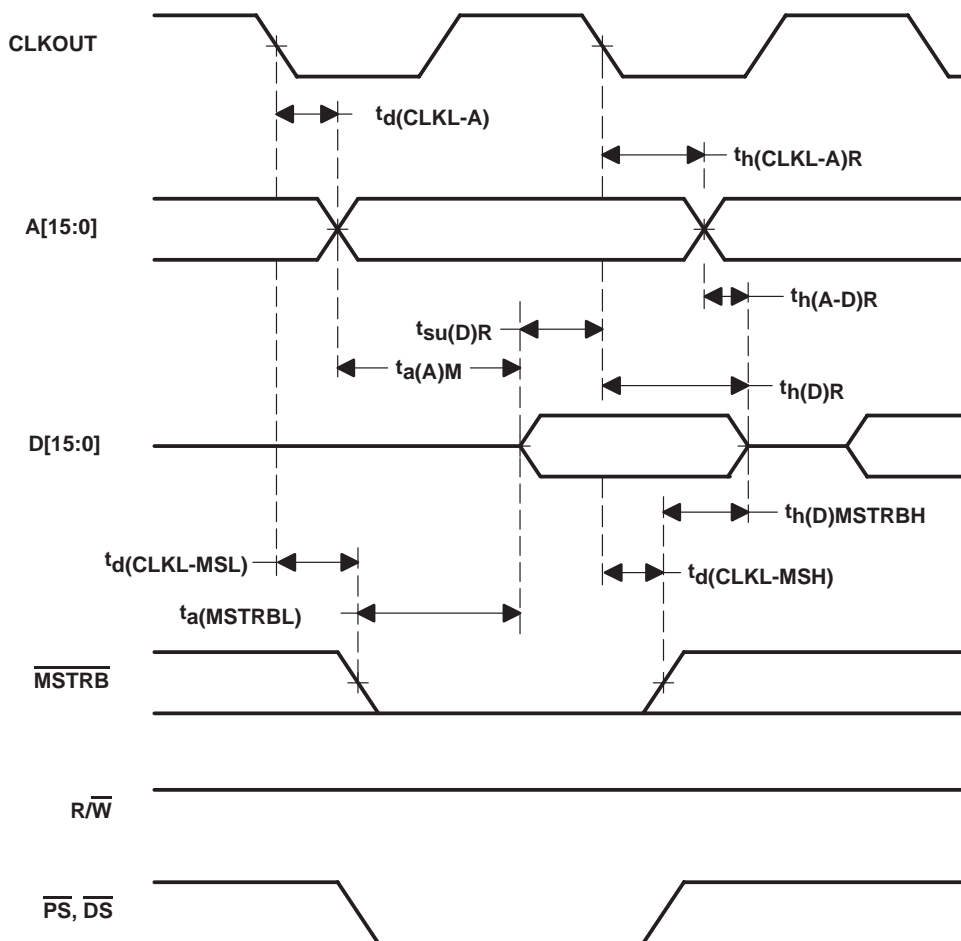 CLKOUT
td(CLKL-A)
th(CLKL-A)R
A[15:0]
th(A-D)R
tsu(D)R
ta(A)M
th(D)R
D[15:0]
th(D)MSTRBH
td(CLKL-MSL)
td(CLKL-MSH)
ta(MSTRBL)
MSTRB
R/W
PS, DS